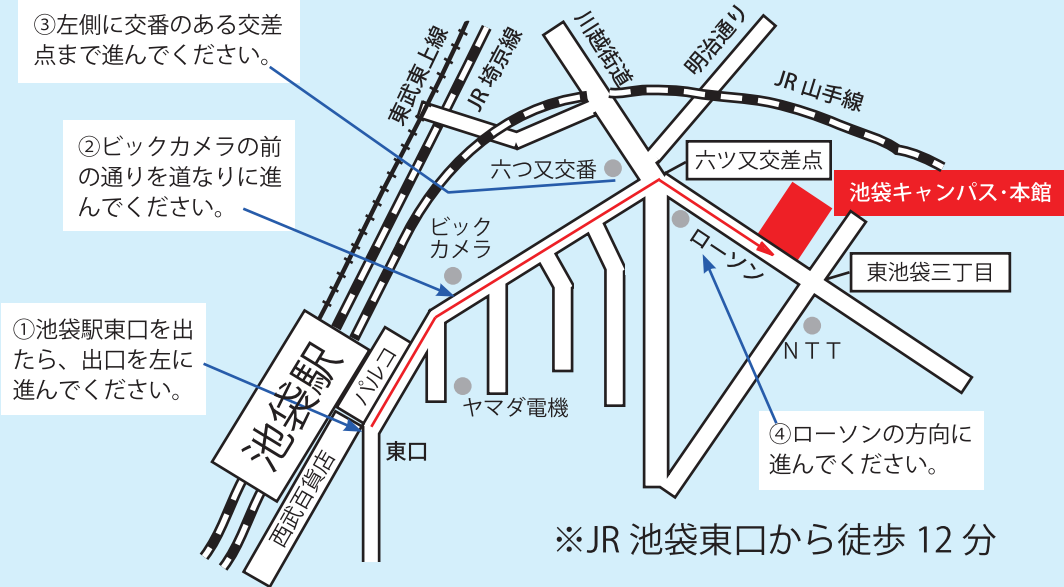 ③左側に交番のある交差
点まで進んでください。
②ビックカメラの前
の通りを道なりに進
んでください。
①池袋駅東口を出
たら、出口を左に
進んでください。
東武東上線
JR埼京線
川越街道
明治通り
JR山手線
六つ又交番
六ツ又交差点
池袋キャンパス・本館
ビック
カメラ
ローソン
東池袋三丁目
NTT
池袋駅
パルコ
ヤマダ電機
東口
西武百貨店
④ローソンの方向に
進んでください。
※JR 池袋東口から徒歩 12 分